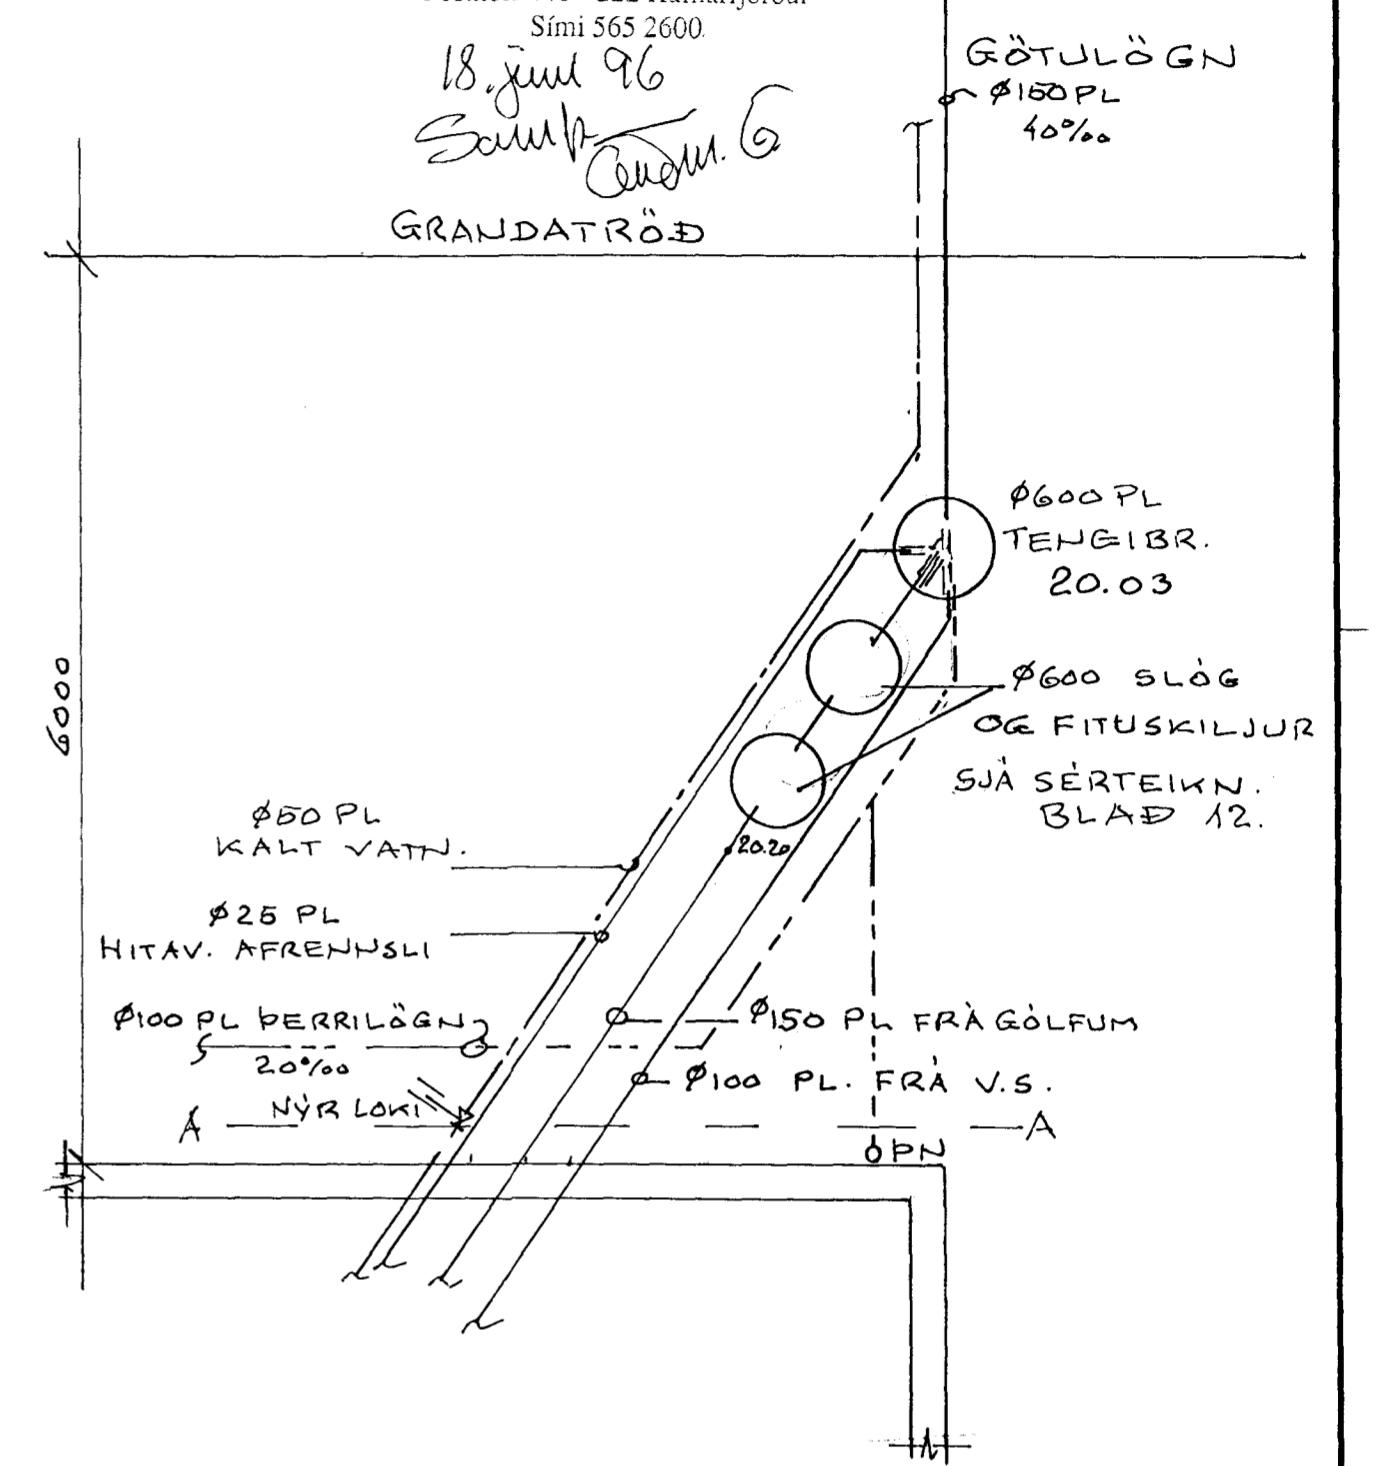 Sími 565 2600.
18. júní 96
GÖTULÖGN
Ø150 PL
40‰
GRANDATRÖÐ
6000
Ø600 PL
TENGIBR.
20.03
Ø600 SLÓG
OG FITUSKILJUR
SJÁ SÉRTEIKN.
BLAÐ 12.
Ø50 PL
KALT VATN.
20.20
Ø25 PL
HITAV. AFRENNSLI
Ø100 PL ÞERRILÖGN
20‰
Ø150 PL FRÁ GÓLFUM
Ø100 PL. FRÁ V.S.
NÝR LOKI
A A
ÞN